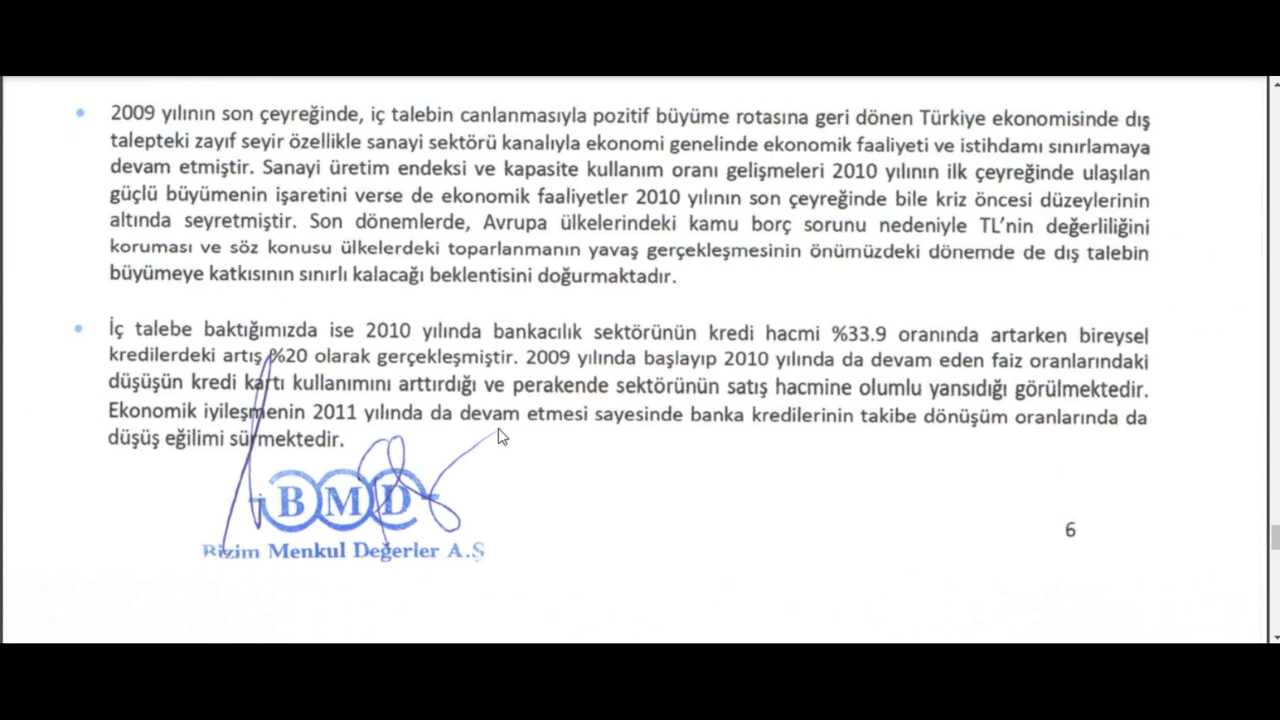 • 2009 yılının son çeyreğinde, iç talebin canlanmasıyla pozitif büyüme rotasına geri dönen Türkiye ekonomisinde dış
talepteki zayıf seyir özellikle sanayi sektörü kanalıyla ekonomi genelinde ekonomik faaliyeti ve istihdamı sınırlamaya
devam etmiştir. Sanayi üretim endeksi ve kapasite kullanım oranı gelişmeleri 2010 yılının ilk çeyreğinde ulaşılan
güçlü büyümenin işaretini verse de ekonomik faaliyetler 2010 yılının son çeyreğinde bile kriz öncesi düzeylerinin
altında seyretmiştir. Son dönemlerde, Avrupa ülkelerindeki kamu borç sorunu nedeniyle TL’nin değerliliğini
koruması ve söz konusu ülkelerdeki toparlanmanın yavaş gerçekleşmesinin önümüzdeki dönemde de dış talebin
büyümeye katkısının sınırlı kalacağı beklentisini doğurmaktadır.
• İç talebe baktığımızda ise 2010 yılında bankacılık sektörünün kredi hacmi %33.9 oranında artarken bireysel
kredilerdeki artış %20 olarak gerçekleşmiştir. 2009 yılında başlayıp 2010 yılında da devam eden faiz oranlarındaki
düşüşün kredi kartı kullanımını arttırdığı ve perakende sektörünün satış hacmine olumlu yansıdığı görülmektedir.
Ekonomik iyileşmenin 2011 yılında da devam etmesi sayesinde banka kredilerinin takibe dönüşüm oranlarında da
düşüş eğilimi sürmektedir.
BMD
Bizim Menkul Değerler A.Ş
6